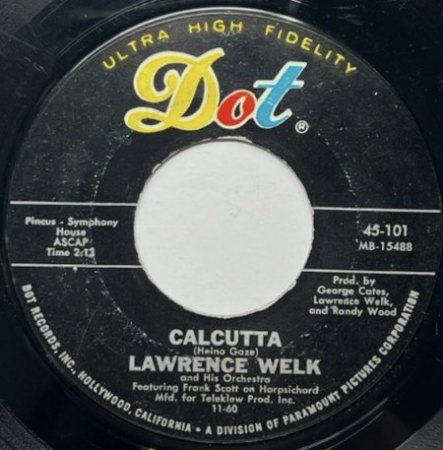 ULTRA HIGH FIDELITY
Dot®
Pincus - Symphony
House
ASCAP
Time 2:13
45-101
MB-15488
Prod. by
George Cates,
Lawrence Welk,
and Randy Wood
CALCUTTA
(Heino Gaze)
LAWRENCE WELK
and His Orchestra
Featuring Frank Scott on Harpsichord
Mfd. for Teleklew Prod. Inc.
11-60
DOT RECORDS, INC., HOLLYWOOD, CALIFORNIA - A DIVISION OF PARAMOUNT PICTURES CORPORATION